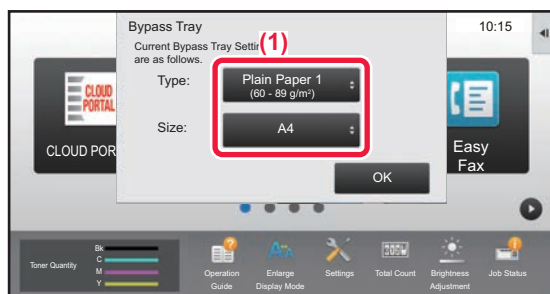 Bypass Tray
10:15
Current Bypass Tray Setti
(1)
are as follows.
Type:
Plain Paper 1
(60 - 89 g/m²)
Size:
A4
OK
CLOUD
PORTAL
CLOUD POR
Easy
Fax
Toner Quantity
Bk
C
M
Y
Operation
Guide
Enlarge
Display Mode
Settings
Total Count
Brightness
Adjustment
Job Status